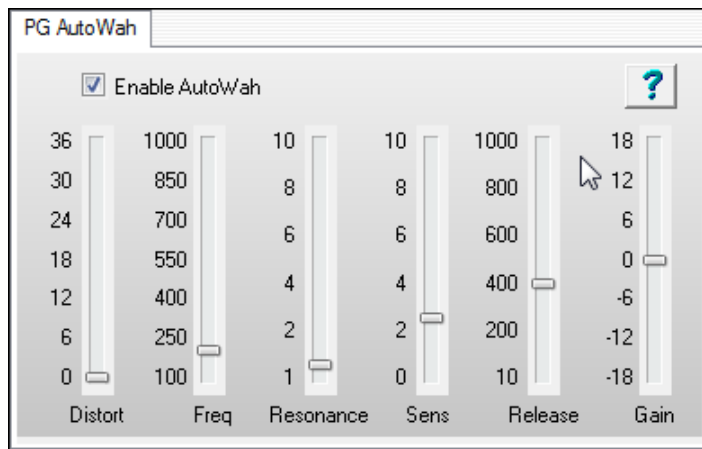 PG AutoWah
Enable AutoWah
?
36 1000 10 10 1000 18
30 850 8 8 800 12
24 700 6 6 600 6
18 550 4 4 400 0
12 400 2 2 200 -6
6 250 1 0 10 -12
0 100 -18
Distort Freq Resonance Sens Release Gain